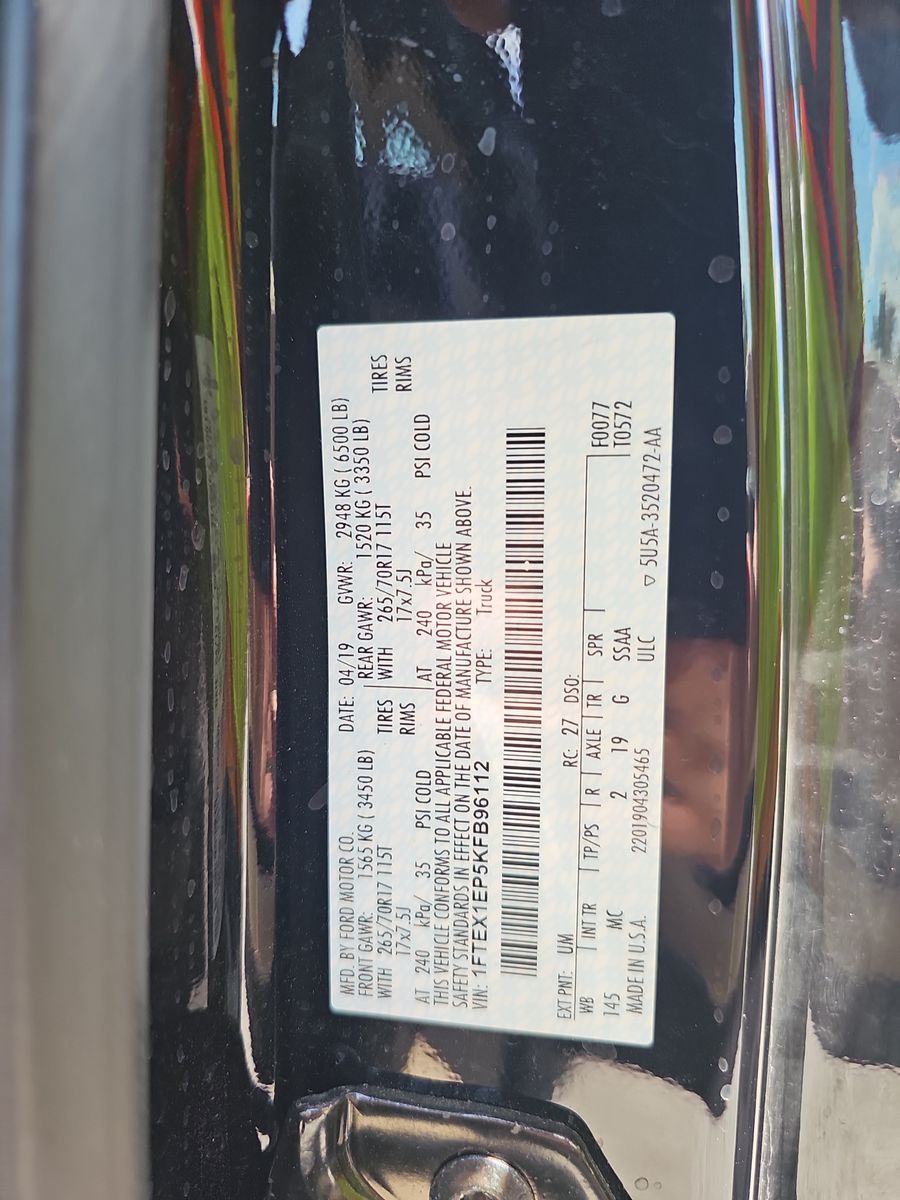 MFD. BY FORD MOTOR CO. DATE: 04/19 GVWR: 2948 KG ( 6500 LB)
FRONT GAWR: 1565 KG ( 3450 LB) REAR GAWR: 1520 KG ( 3350 LB)
WITH 265/70R17 115T TIRES WITH 265/70R17 115T TIRES
17x7.5J RIMS 17x7.5J RIMS
AT 240 kPa/ 35 PSI COLD AT 240 kPa/ 35 PSI COLD
THIS VEHICLE CONFORMS TO ALL APPLICABLE FEDERAL MOTOR VEHICLE
SAFETY STANDARDS IN EFFECT ON THE DATE OF MANUFACTURE SHOWN ABOVE.
VIN: 1FTEX1EP5KFB96112 TYPE: Truck
EXT PNT: UM RC: 27 DSO:
WB INT TR TP/PS R AXLE TR SPR F0077
145 MC 2 19 G SSAA T0572
MADE IN U.S.A. 2201904305465 ULC ▽ 5U5A-3520472-AA